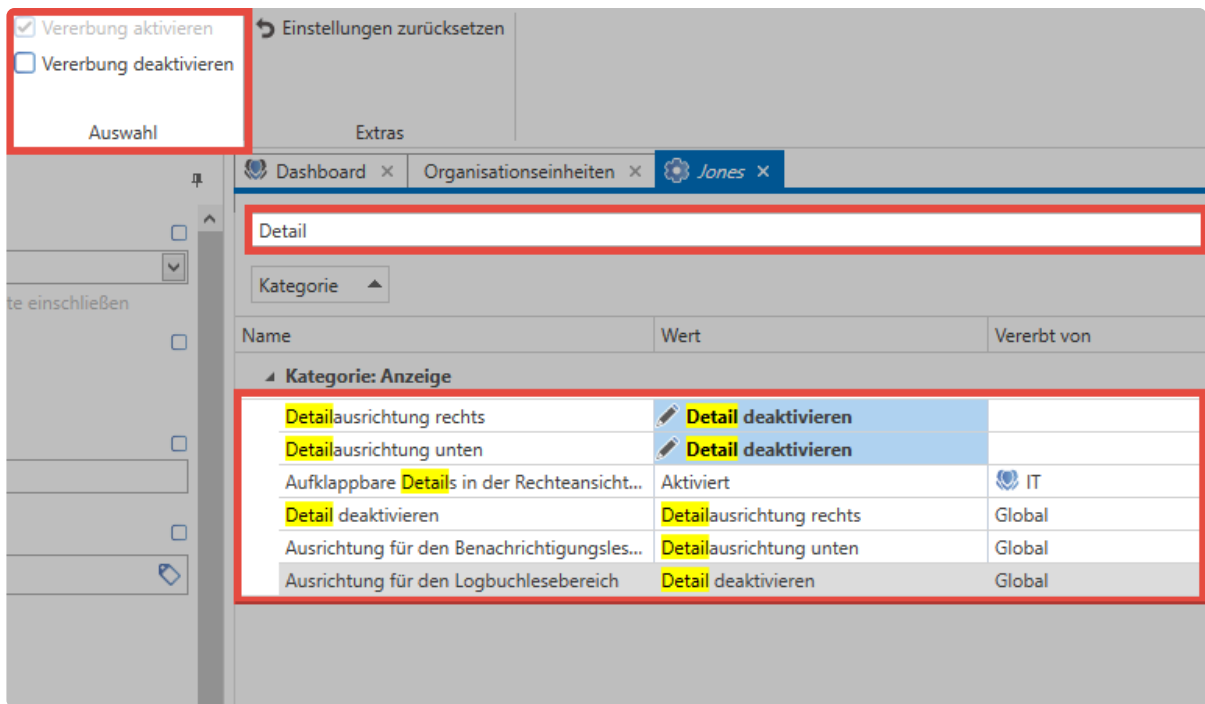 Vererbung aktivieren
Einstellungen zurücksetzen
Vererbung deaktivieren
Auswahl
Extras
Dashboard
Organisationseinheiten
Jones
Detail
Kategorie
te einschließen
Name Wert Vererbt von
Kategorie: Anzeige
Detailausrichtung rechts Detail deaktivieren
Detailausrichtung unten Detail deaktivieren
Aufklappbare Details in der Rechteansicht... Aktiviert IT
Detail deaktivieren Detailausrichtung rechts Global
Ausrichtung für den Benachrichtigungsles... Detailausrichtung unten Global
Ausrichtung für den Logbuchlesebereich Detail deaktivieren Global